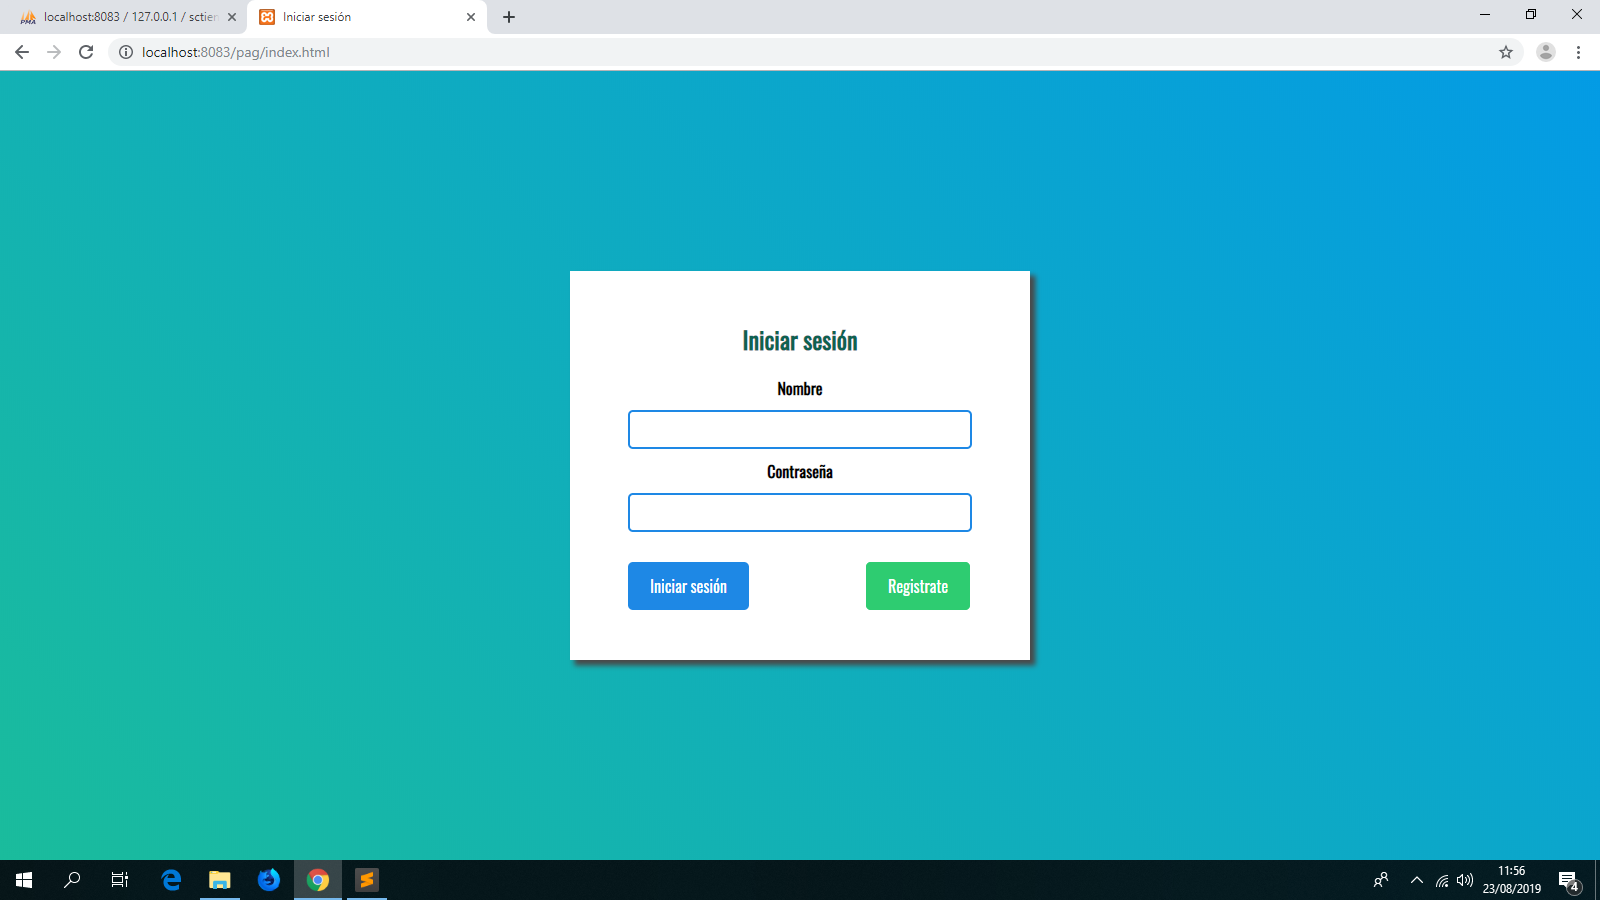 localhost:8083 / 127.0.0.1 / sctien
Iniciar sesión
localhost:8083/pag/index.html
Iniciar sesión
Nombre
Contraseña
Iniciar sesión
Registrate
11:56
23/08/2019
4